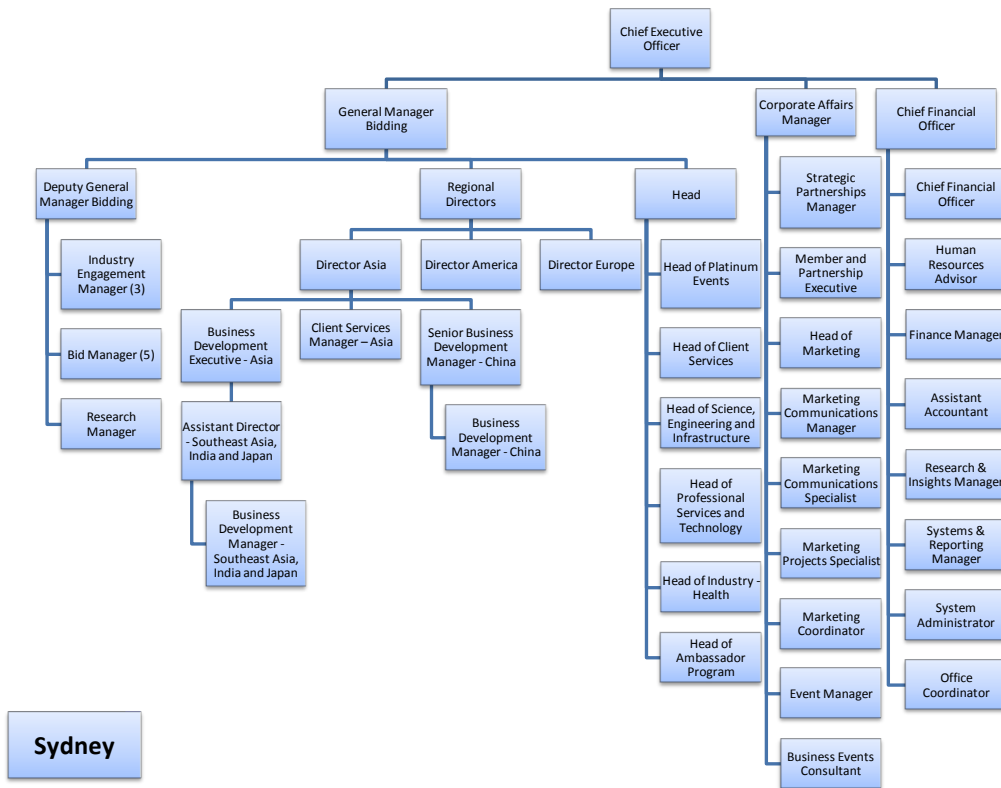 Chief Executive
Officer
General Manager
Bidding
Corporate Affairs
Manager
Chief Financial
Officer
Deputy General
Manager Bidding
Regional
Directors
Head
Industry
Engagement
Manager (3)
Bid Manager (5)
Research
Manager
Director Asia
Director America
Director Europe
Business
Development
Executive - Asia
Client Services
Manager – Asia
Senior Business
Development
Manager - China
Assistant Director
- Southeast Asia,
India and Japan
Business
Development
Manager - China
Business
Development
Manager -
Southeast Asia,
India and Japan
Head of Platinum
Events
Head of Client
Services
Head of Science,
Engineering and
Infrastructure
Head of
Professional
Services and
Technology
Head of Industry -
Health
Head of
Ambassador
Program
Strategic
Partnerships
Manager
Member and
Partnership
Executive
Head of
Marketing
Marketing
Communications
Manager
Marketing
Communications
Specialist
Marketing
Projects Specialist
Marketing
Coordinator
Event Manager
Business Events
Consultant
Chief Financial
Officer
Human
Resources
Advisor
Finance Manager
Assistant
Accountant
Research &
Insights Manager
Systems &
Reporting
Manager
System
Administrator
Office
Coordinator
Sydney